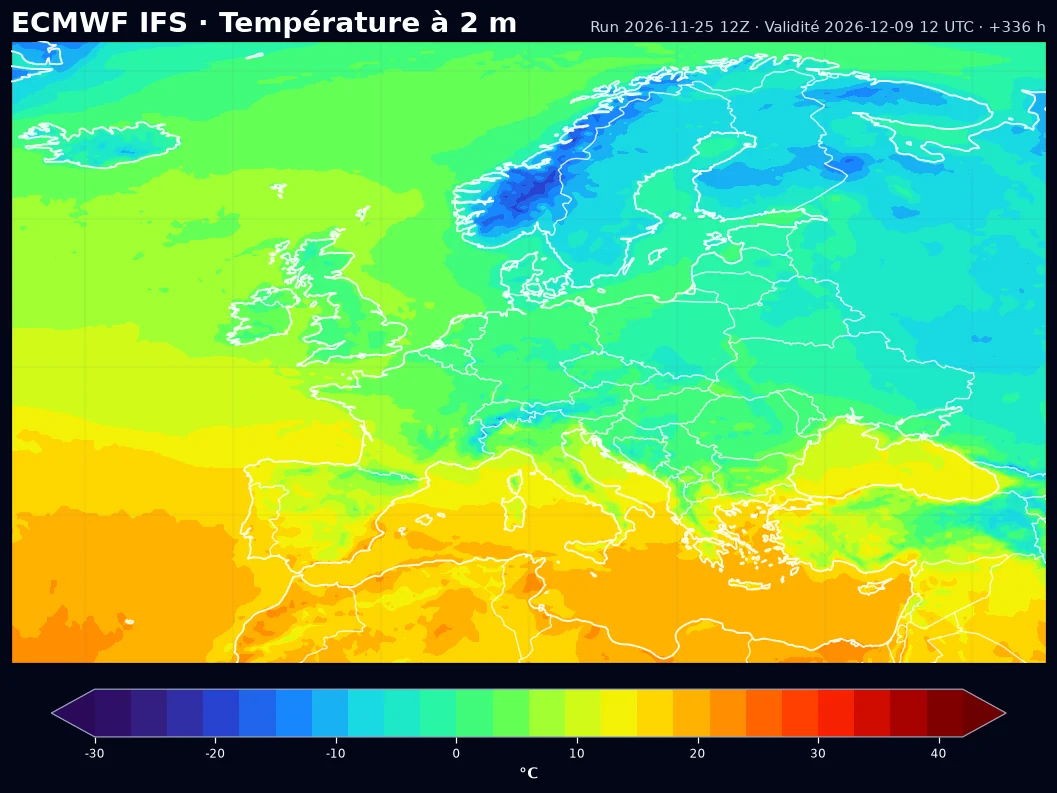 ECMWF IFS · Température à 2 m
Run 2026-11-25 12Z · Validité 2026-12-09 12 UTC · +336 h
-30 -20 -10 0 10 20 30 40
°C